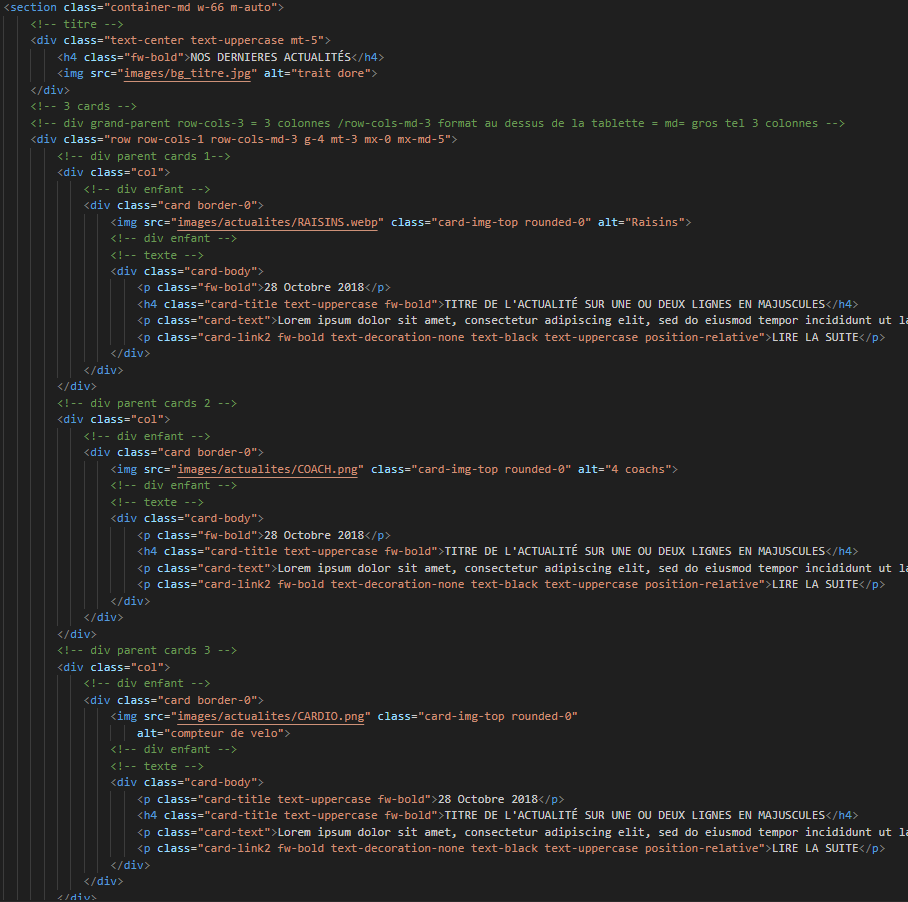 <section class="container-md w-66 m-auto">
<!-- titre -->
<div class="text-center text-uppercase mt-5">
<h4 class="fw-bold">NOS DERNIERES ACTUALITÉS</h4>
<img src="images/bg_titre.jpg" alt="trait dore">
</div>
<!-- 3 cards -->
<!-- div grand-parent row-cols-3 = 3 colonnes /row-cols-md-3 format au dessus de la tablette = md= gros tel 3 colonnes -->
<div class="row row-cols-1 row-cols-md-3 g-4 mt-3 mx-0 mx-md-5">
<!-- div parent cards 1-->
<div class="col">
<!-- div enfant -->
<div class="card border-0">
<img src="images/actualites/RAISINS.webp" class="card-img-top rounded-0" alt="Raisins">
<!-- div enfant -->
<!-- texte -->
<div class="card-body">
<p class="fw-bold">28 Octobre 2018</p>
<h4 class="card-title text-uppercase fw-bold">TITRE DE L'ACTUALITÉ SUR UNE OU DEUX LIGNES EN MAJUSCULES</h4>
<p class="card-text">Lorem ipsum dolor sit amet, consectetur adipiscing elit, sed do eiusmod tempor incididunt ut la
<p class="card-link2 fw-bold text-decoration-none text-black text-uppercase position-relative">LIRE LA SUITE</p>
</div>
</div>
</div>
<!-- div parent cards 2 -->
<div class="col">
<!-- div enfant -->
<div class="card border-0">
<img src="images/actualites/COACH.png" class="card-img-top rounded-0" alt="4 coachs">
<!-- div enfant -->
<!-- texte -->
<div class="card-body">
<p class="fw-bold">28 Octobre 2018</p>
<h4 class="card-title text-uppercase fw-bold">TITRE DE L'ACTUALITÉ SUR UNE OU DEUX LIGNES EN MAJUSCULES</h4>
<p class="card-text">Lorem ipsum dolor sit amet, consectetur adipiscing elit, sed do eiusmod tempor incididunt ut la
<p class="card-link2 fw-bold text-decoration-none text-black text-uppercase position-relative">LIRE LA SUITE</p>
</div>
</div>
</div>
<!-- div parent cards 3 -->
<div class="col">
<!-- div enfant -->
<div class="card border-0">
<img src="images/actualites/CARDIO.png" class="card-img-top rounded-0"
alt="compteur de velo">
<!-- div enfant -->
<!-- texte -->
<div class="card-body">
<p class="card-title text-uppercase fw-bold">28 Octobre 2018</p>
<h4 class="card-title text-uppercase fw-bold">TITRE DE L'ACTUALITÉ SUR UNE OU DEUX LIGNES EN MAJUSCULES</h4>
<p class="card-text">Lorem ipsum dolor sit amet, consectetur adipiscing elit, sed do eiusmod tempor incididunt ut la
<p class="card-link2 fw-bold text-decoration-none text-black text-uppercase position-relative">LIRE LA SUITE</p>
</div>
</div>
</div>